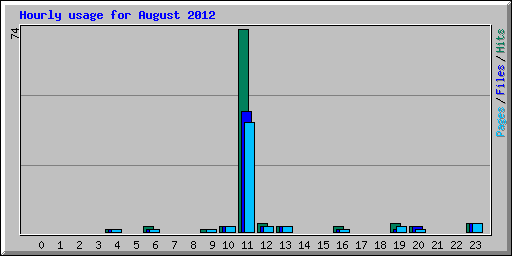 Hourly usage for August 2012
74
Pages/Files/Hits
0 1 2 3 4 5 6 7 8 9 10 11 12 13 14 15 16 17 18 19 20 21 22 23